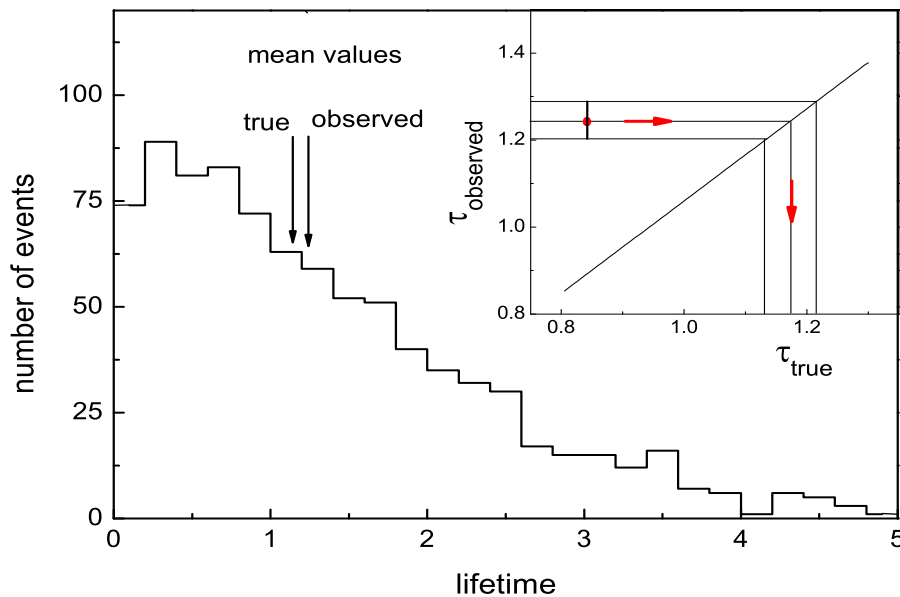 mean values
true
observed
100
75
50
25
0
number of events
0
1
2
3
4
5
lifetime
1.4
1.2
1.0
0.8
τobserved
0.8
1.0
1.2
τtrue